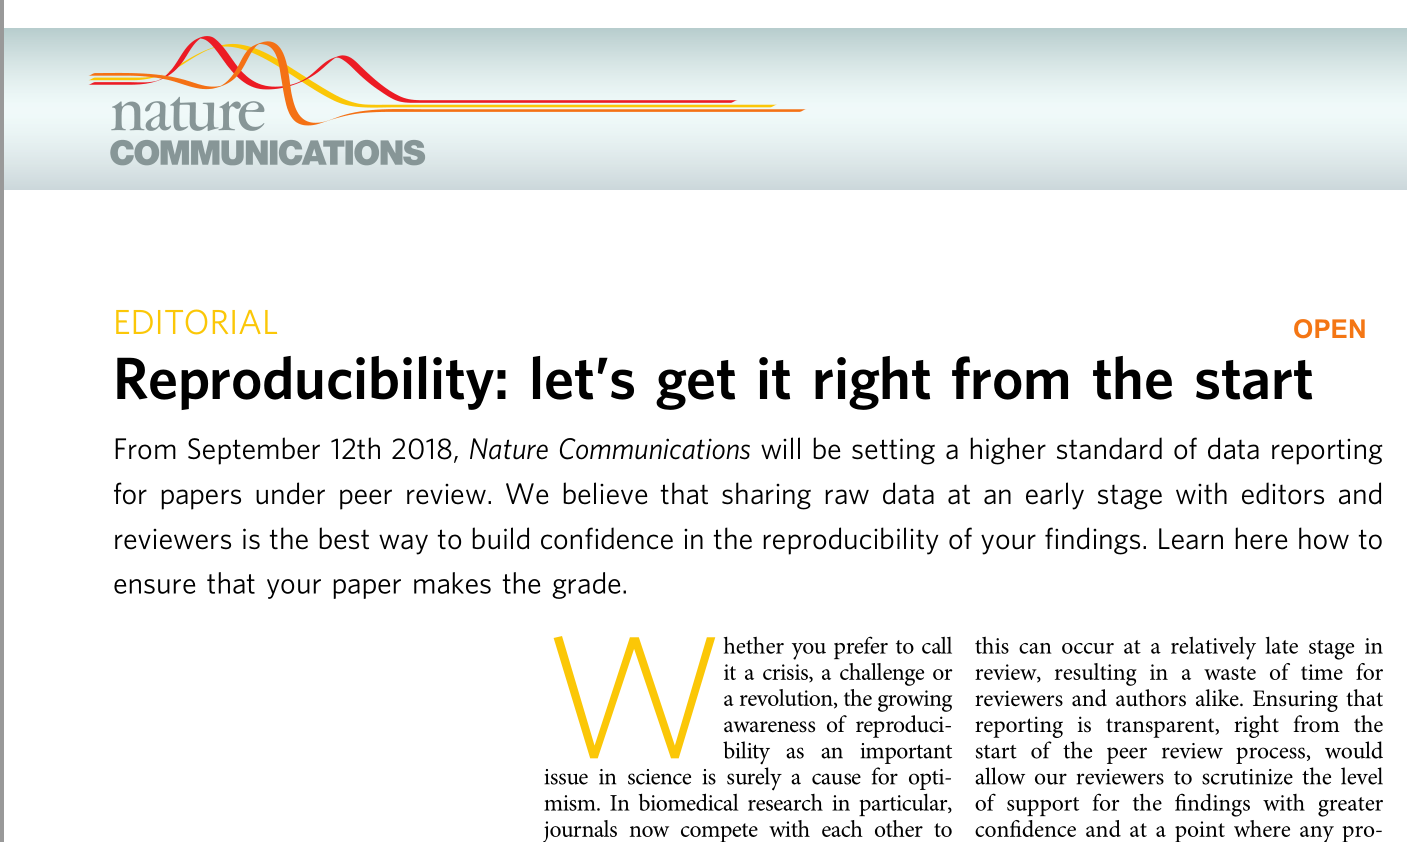 nature
COMMUNICATIONS
EDITORIAL
OPEN
Reproducibility: let's get it right from the start
From September 12th 2018, Nature Communications will be setting a higher standard of data reporting
for papers under peer review. We believe that sharing raw data at an early stage with editors and
reviewers is the best way to build confidence in the reproducibility of your findings. Learn here how to
ensure that your paper makes the grade.
Whether you prefer to call
it a crisis, a challenge or
a revolution, the growing
awareness of reproduci-
bility as an important
issue in science is surely a cause for opti-
mism. In biomedical research in particular,
journals now compete with each other to
this can occur at a relatively late stage in
review, resulting in a waste of time for
reviewers and authors alike. Ensuring that
reporting is transparent, right from the
start of the peer review process, would
allow our reviewers to scrutinize the level
of support for the findings with greater
confidence and at a point where any pro-